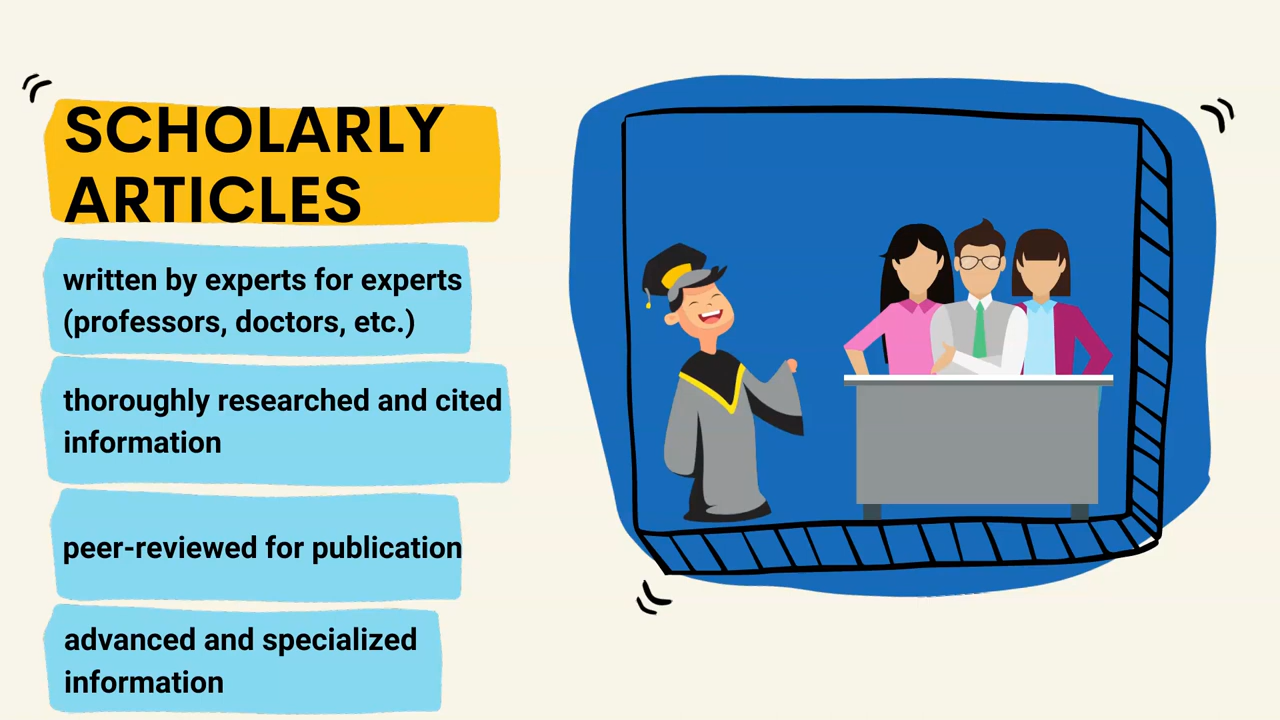 SCHOLARLY
ARTICLES
written by experts for experts
(professors, doctors, etc.)
thoroughly researched and cited
information
peer-reviewed for publication
advanced and specialized
information